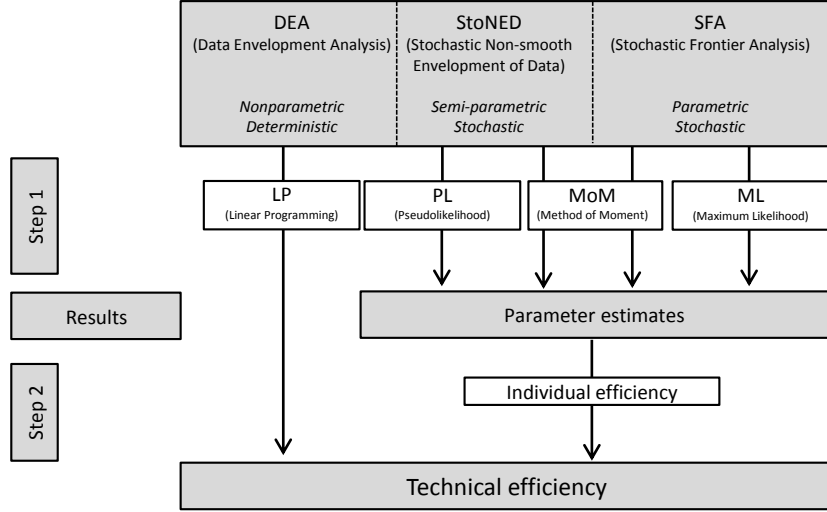 DEA
(Data Envelopment Analysis)
StoNED
(Stochastic Non-smooth
Envelopment of Data)
SFA
(Stochastic Frontier Analysis)
Nonparametric
Deterministic
Semi-parametric
Stochastic
Parametric
Stochastic
Step 1
LP
(Linear Programming)
PL
(Pseudolikelihood)
MoM
(Method of Moment)
ML
(Maximum Likelihood)
Results
Parameter estimates
Step 2
Individual efficiency
Technical efficiency